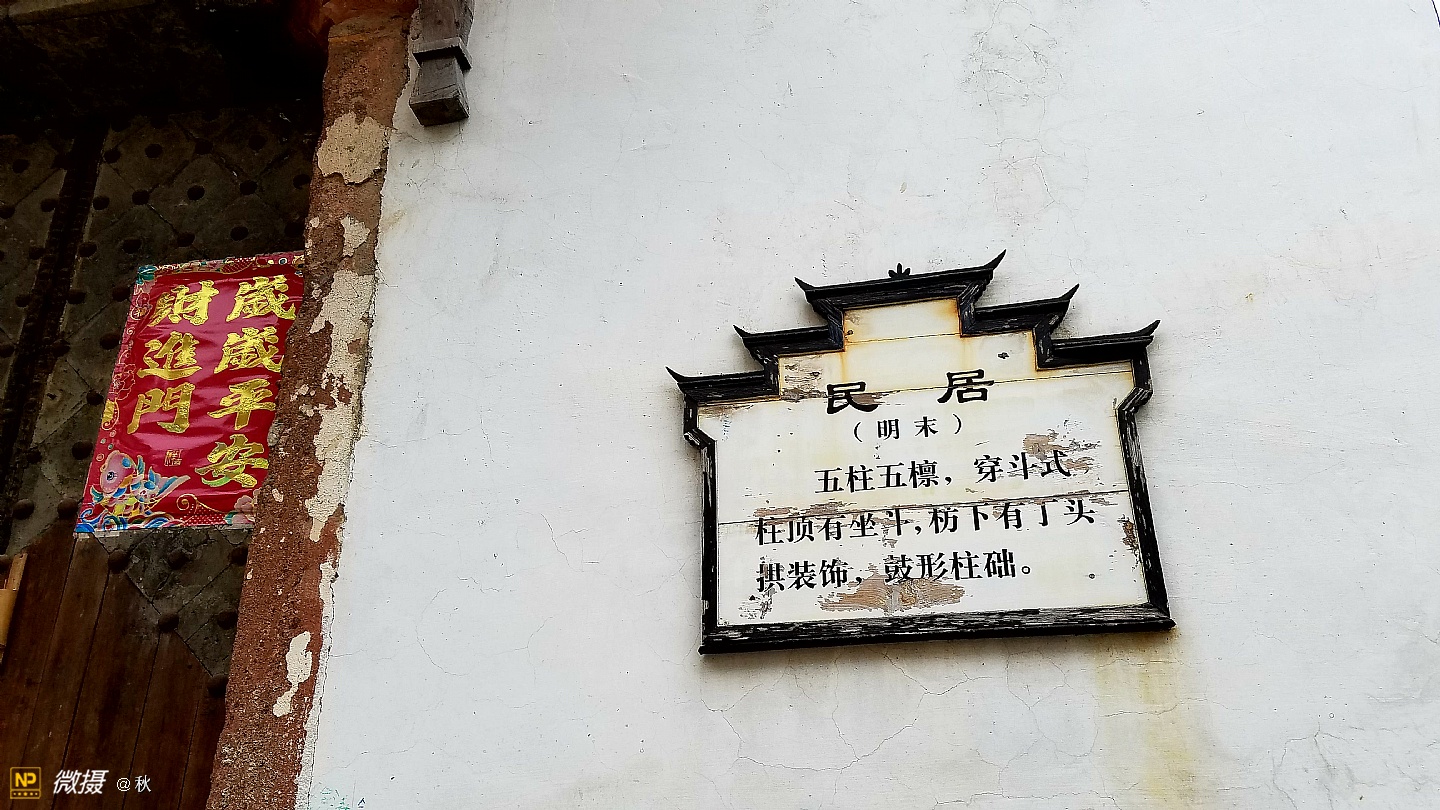 歲歲平安
財進門
民居
（明末）
五柱五檩，穿斗式
柱顶有坐斗，枋下有丁头
拱装饰，鼓形柱础。
NP 微摄 @秋